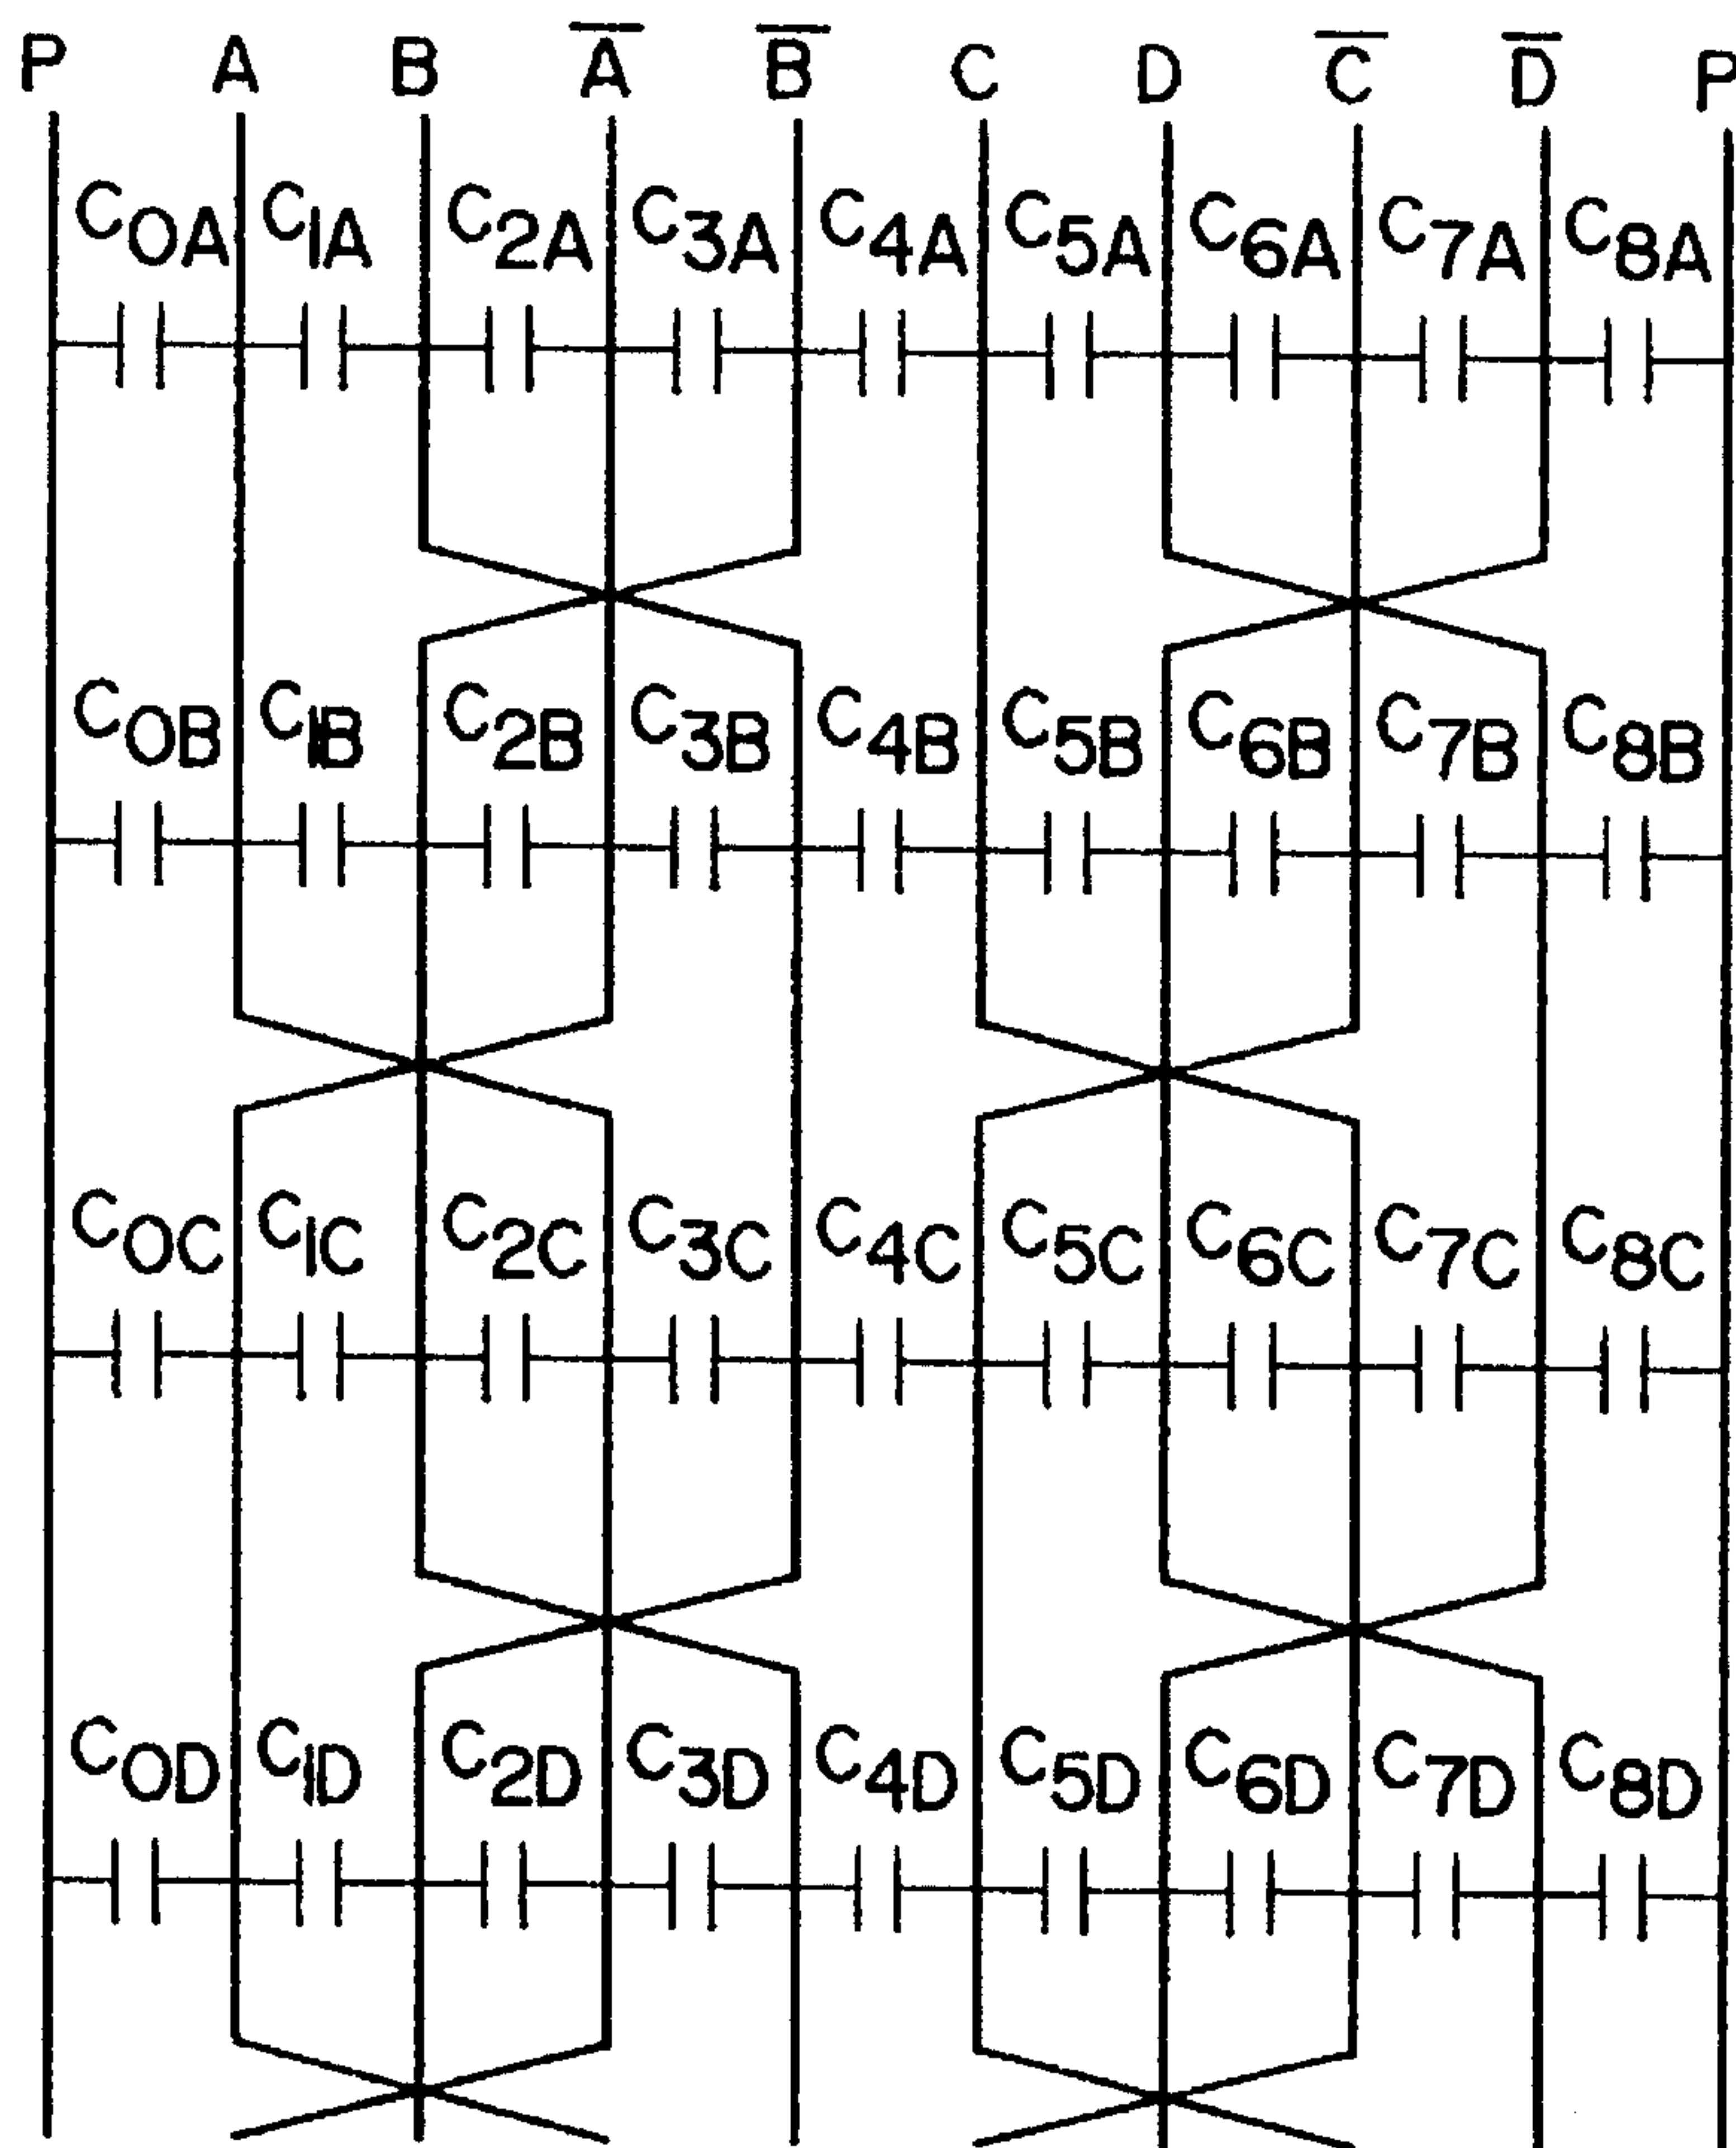 P A B A̅ B̅ C D C̅ D̅ P
C0A C1A C2A C3A C4A C5A C6A C7A C8A
C0B C1B C2B C3B C4B C5B C6B C7B C8B
C0C C1C C2C C3C C4C C5C C6C C7C C8C
C0D C1D C2D C3D C4D C5D C6D C7D C8D